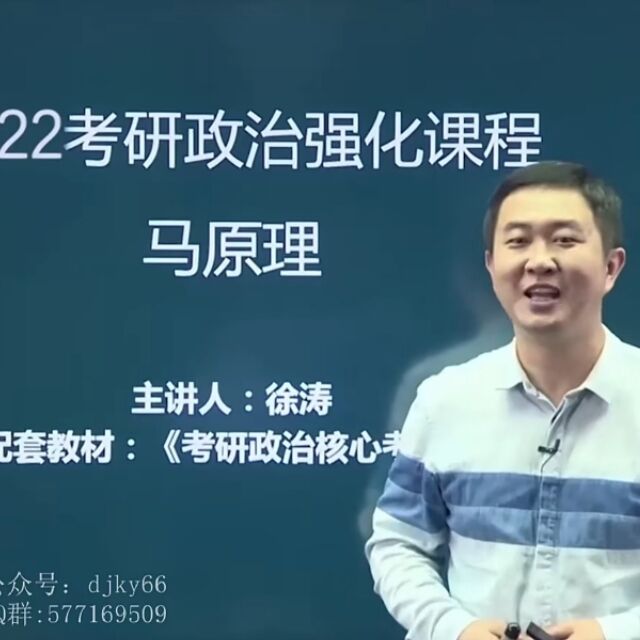 22考研政治强化课程
马原理
主讲人：徐涛
配套教材：《考研政治核心考
公众号：djky66
QQ群:577169509